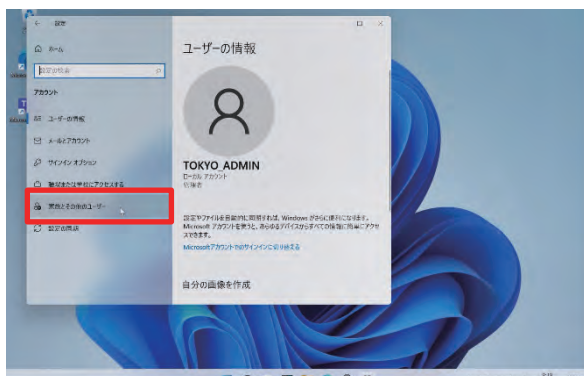 設定
ホーム
ユーザーの情報
設定の検索
アカウント
ユーザーの情報
メールとアカウント
サインイン オプション
職場または学校にアクセスする
家族とその他のユーザー
設定の同期
TOKYO_ADMIN
ローカル アカウント
管理者
設定やファイルを自動的に同期すれば、Windows がさらに便利になります。
Microsoft アカウントを使うと、あらゆるデバイスからすべての情報に簡単にアクセ
スできます。
Microsoft アカウントでのサインインに切り替える
自分の画像を作成